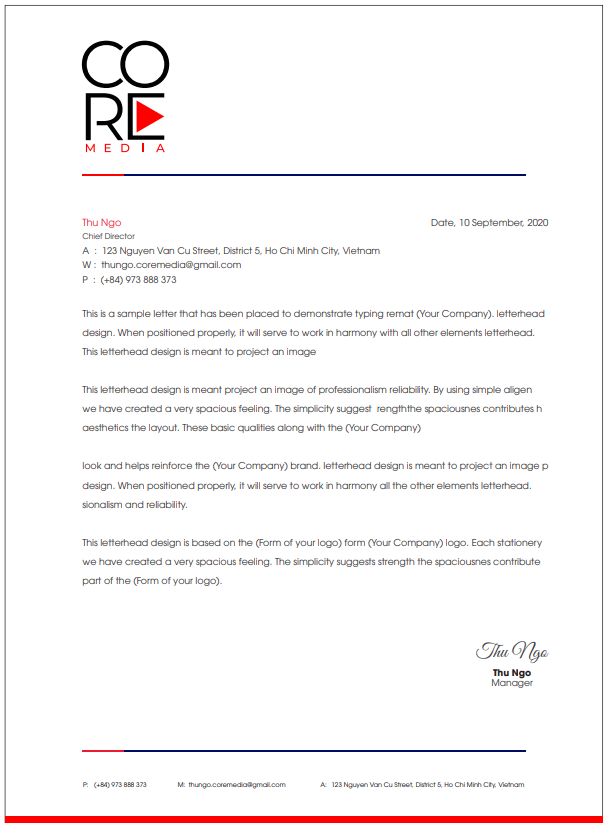 CO
RE
MEDIA
Thu Ngo
Date, 10 September, 2020
Chief Director
A : 123 Nguyen Van Cu Street, District 5, Ho Chi Minh City, Vietnam
W : thungo.coremedia@gmail.com
P : (+84) 973 888 373
This is a sample letter that has been placed to demonstrate typing remat (Your Company). letterhead
design. When positioned properly, it will serve to work in harmony with all other elements letterhead.
This letterhead design is meant to project an image
This letterhead design is meant project an image of professionalism reliability. By using simple aligen
we have created a very spacious feeling. The simplicity suggest rengththe spaciousnes contributes h
aesthetics the layout. These basic qualities along with the (Your Company)
look and helps reinforce the (Your Company) brand. letterhead design is meant to project an image p
design. When positioned properly, it will serve to work in harmony all the other elements letterhead.
sionalism and reliability.
This letterhead design is based on the (Form of your logo) form (Your Company) logo. Each stationery
we have created a very spacious feeling. The simplicity suggests strength the spaciousnes contribute
part of the (Form of your logo).
Thu Ngo
Thu Ngo
Manager
P: (+84) 973 888 373 M: thungo.coremedia@gmail.com A: 123 Nguyen Van Cu Street, District 5, Ho Chi Minh City, Vietnam